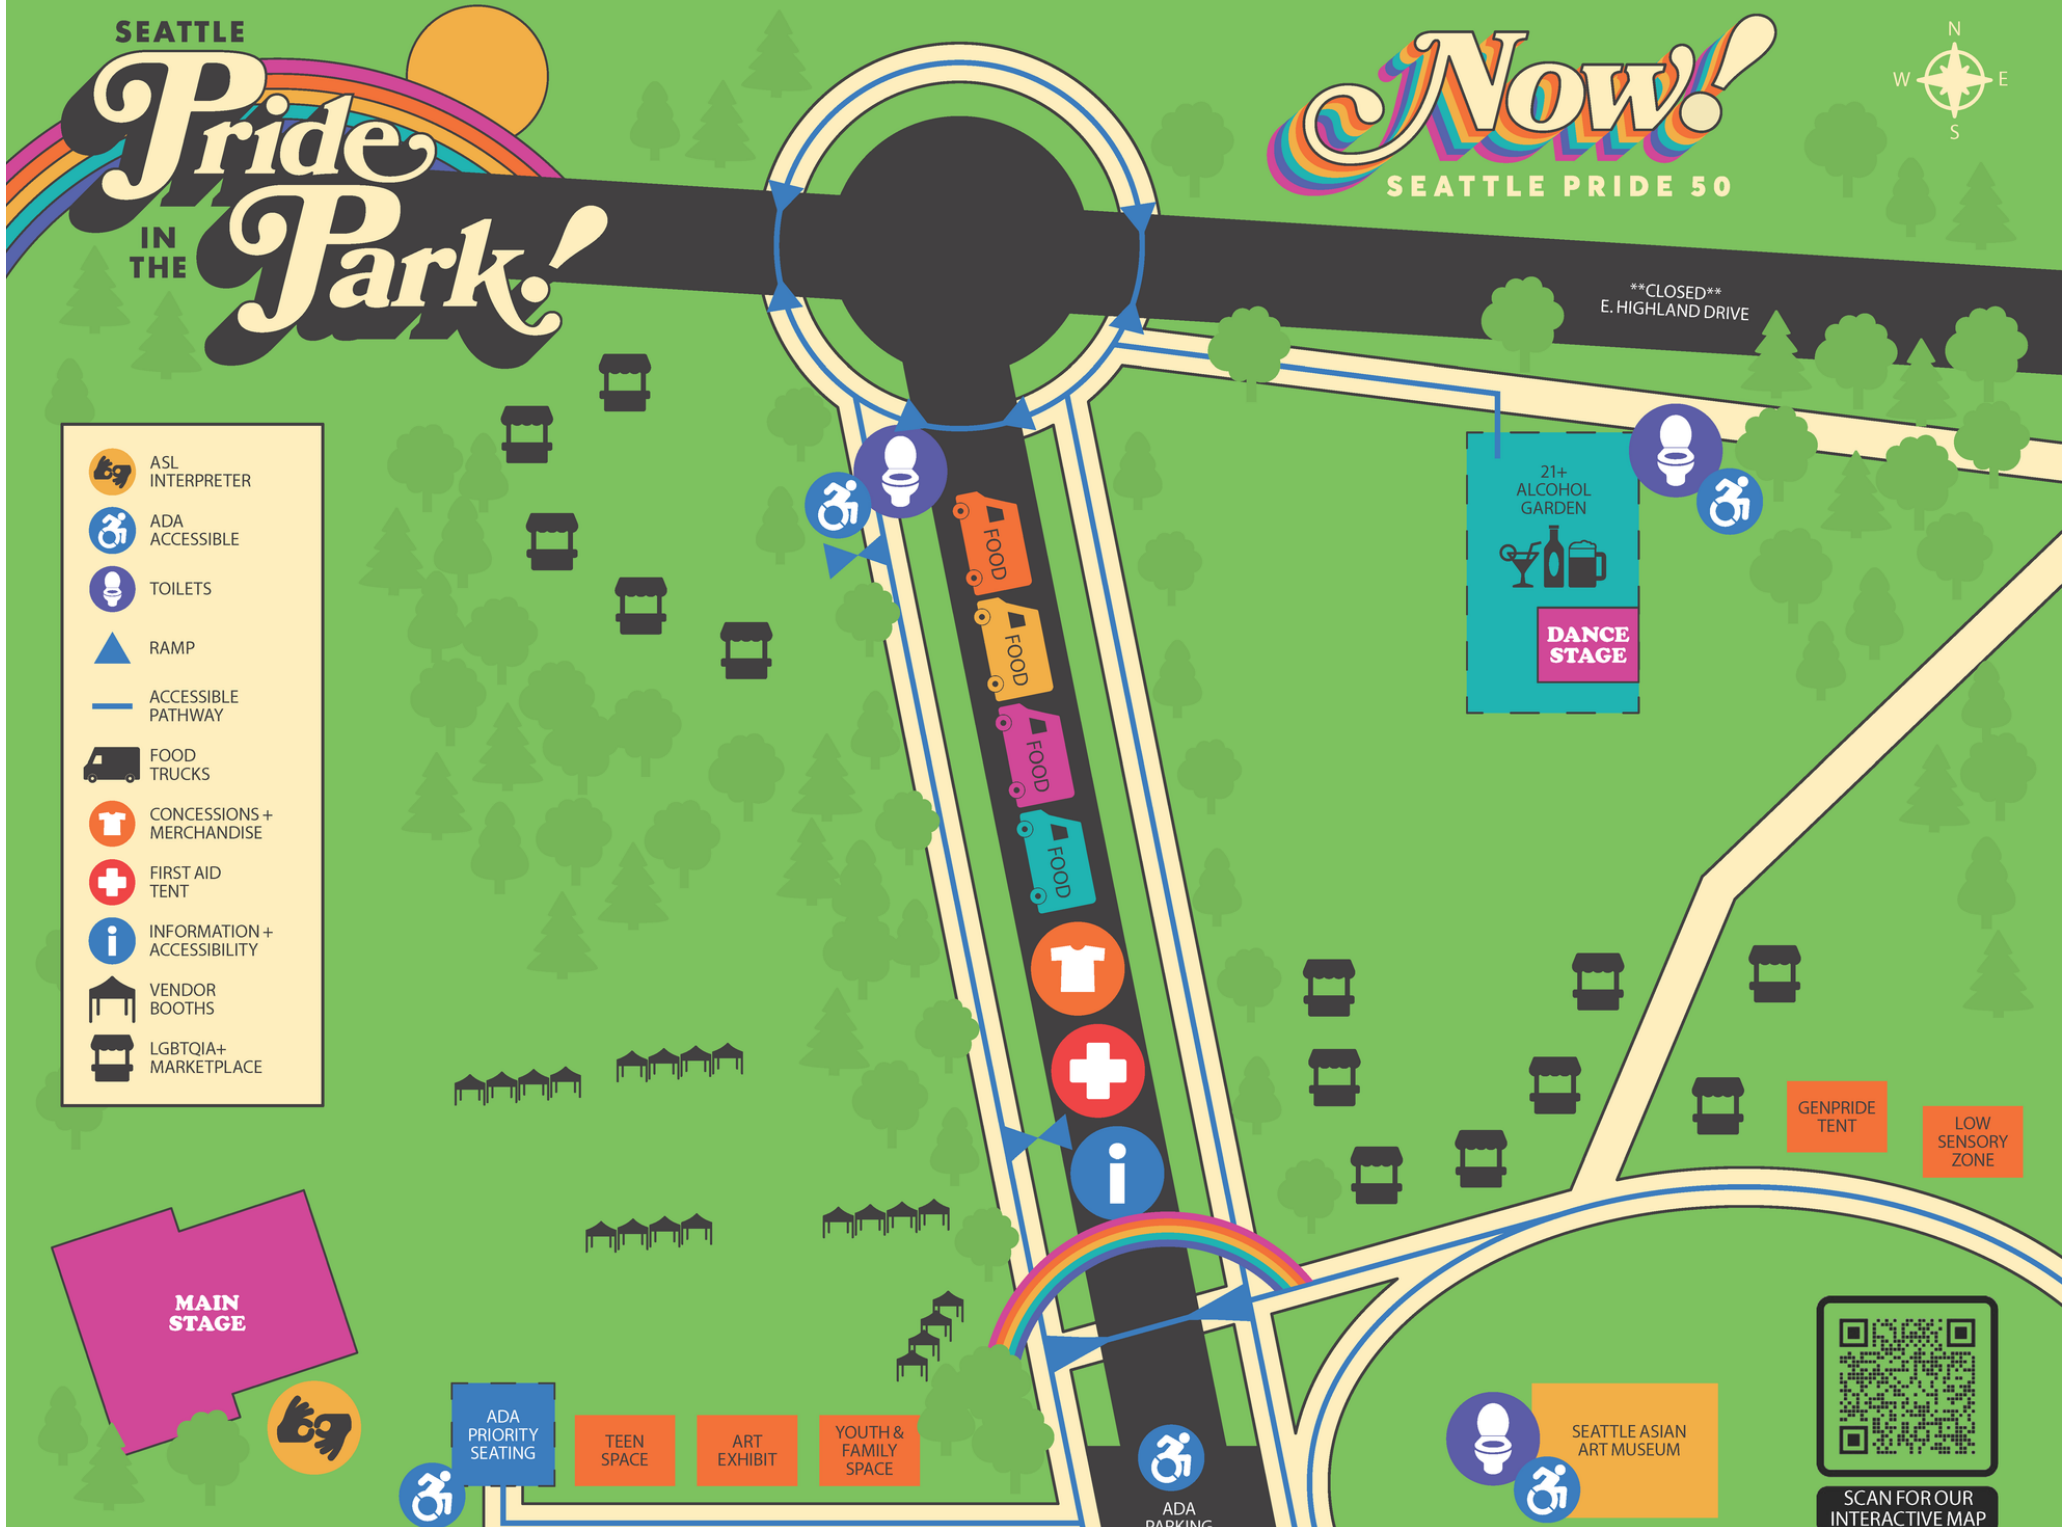 SEATTLE
Pride
IN
THE
Park!
Now!
SEATTLE PRIDE 50
N
W
E
S
**CLOSED**
E. HIGHLAND DRIVE
ASL
INTERPRETER
ADA
ACCESSIBLE
TOILETS
RAMP
ACCESSIBLE
PATHWAY
FOOD
TRUCKS
CONCESSIONS +
MERCHANDISE
FIRST AID
TENT
INFORMATION +
ACCESSIBILITY
VENDOR
BOOTHS
LGBTQIA+
MARKETPLACE
21+
ALCOHOL
GARDEN
DANCE
STAGE
FOOD
FOOD
FOOD
FOOD
i
GENPRIDE
TENT
LOW
SENSORY
ZONE
MAIN
STAGE
ADA
PRIORITY
SEATING
TEEN
SPACE
ART
EXHIBIT
YOUTH &
FAMILY
SPACE
ADA
PARKING
SEATTLE ASIAN
ART MUSEUM
SCAN FOR OUR
INTERACTIVE MAP